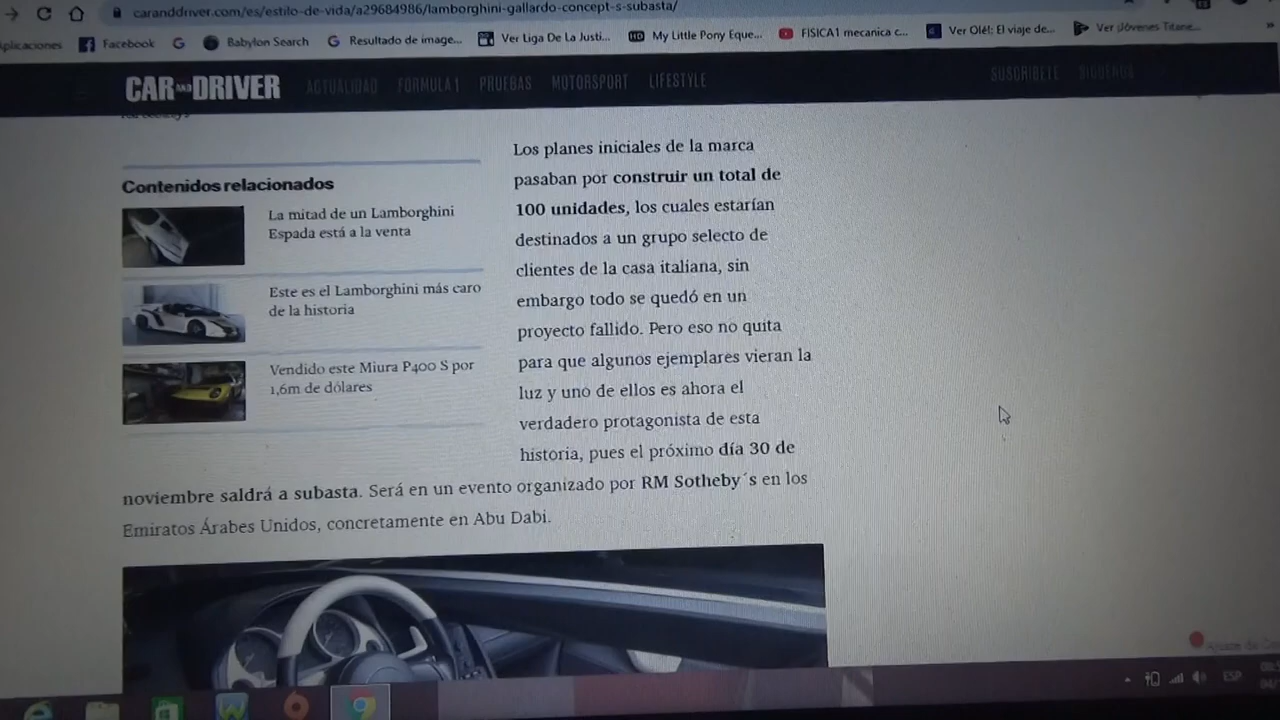 caranddriver.com/es/estilo-de-vida/a29684986/lamborghini-gallardo-concept-s-subasta/
Aplicaciones Facebook Babylon Search Resultado de image... Ver Liga De La Justi... My Little Pony Eque... FÍSICA1 mecanica c... Ver Olé!: El viaje de... Ver Jóvenes Titane... »
CAR AND DRIVER ACTUALIDAD FÓRMULA 1 PRUEBAS MOTORSPORT LIFESTYLE SUSCRÍBETE SÍGUENOS
Contenidos relacionados
La mitad de un Lamborghini
Espada está a la venta
Este es el Lamborghini más caro
de la historia
Vendido este Miura P400 S por
1,6m de dólares
Los planes iniciales de la marca
pasaban por construir un total de
100 unidades, los cuales estarían
destinados a un grupo selecto de
clientes de la casa italiana, sin
embargo todo se quedó en un
proyecto fallido. Pero eso no quita
para que algunos ejemplares vieran la
luz y uno de ellos es ahora el
verdadero protagonista de esta
historia, pues el próximo día 30 de
noviembre saldrá a subasta. Será en un evento organizado por RM Sotheby´s en los
Emiratos Árabes Unidos, concretamente en Abu Dabi.
ESP